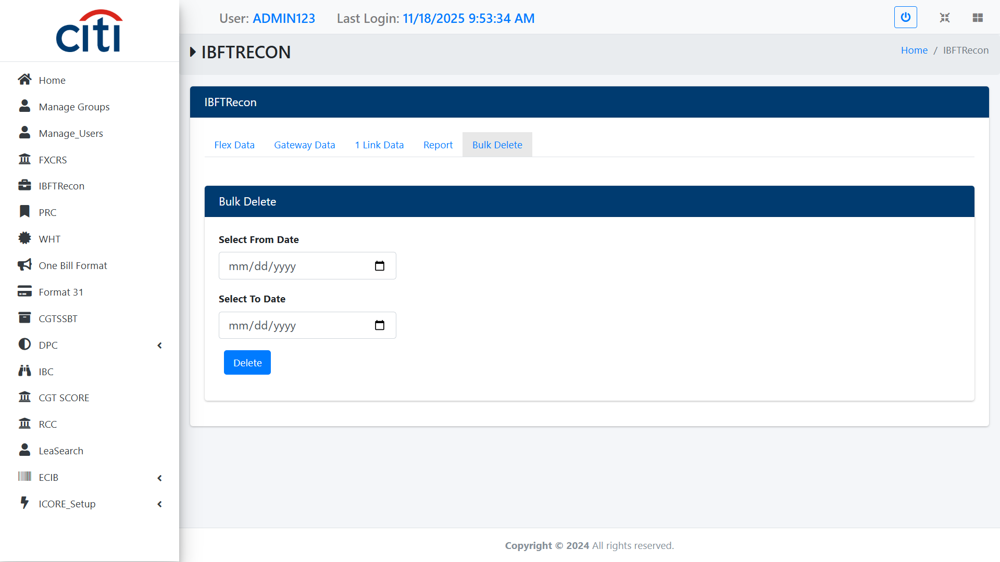 citi
User: ADMIN123 Last Login: 11/18/2025 9:53:34 AM
IBFTRECON
Home / IBFTRecon
Home
Manage Groups
Manage_Users
FXCRS
IBFTRecon
PRC
WHT
One Bill Format
Format 31
CGTSSBT
DPC
IBC
CGT SCORE
RCC
LeaSearch
ECIB
ICORE_Setup
IBFTRecon
Flex Data Gateway Data 1 Link Data Report Bulk Delete
Bulk Delete
Select From Date
mm/dd/yyyy
Select To Date
mm/dd/yyyy
Delete
Copyright © 2024 All rights reserved.